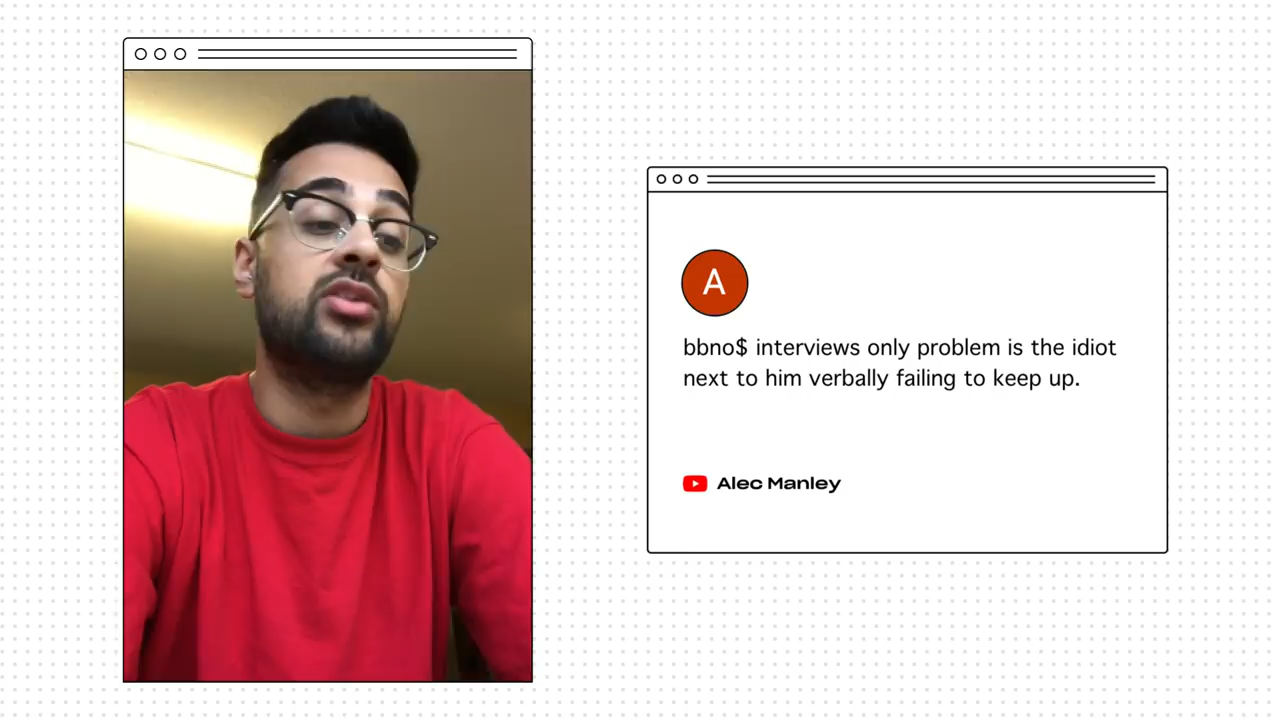 A
bbno$ interviews only problem is the idiot
next to him verbally failing to keep up.
Alec Manley